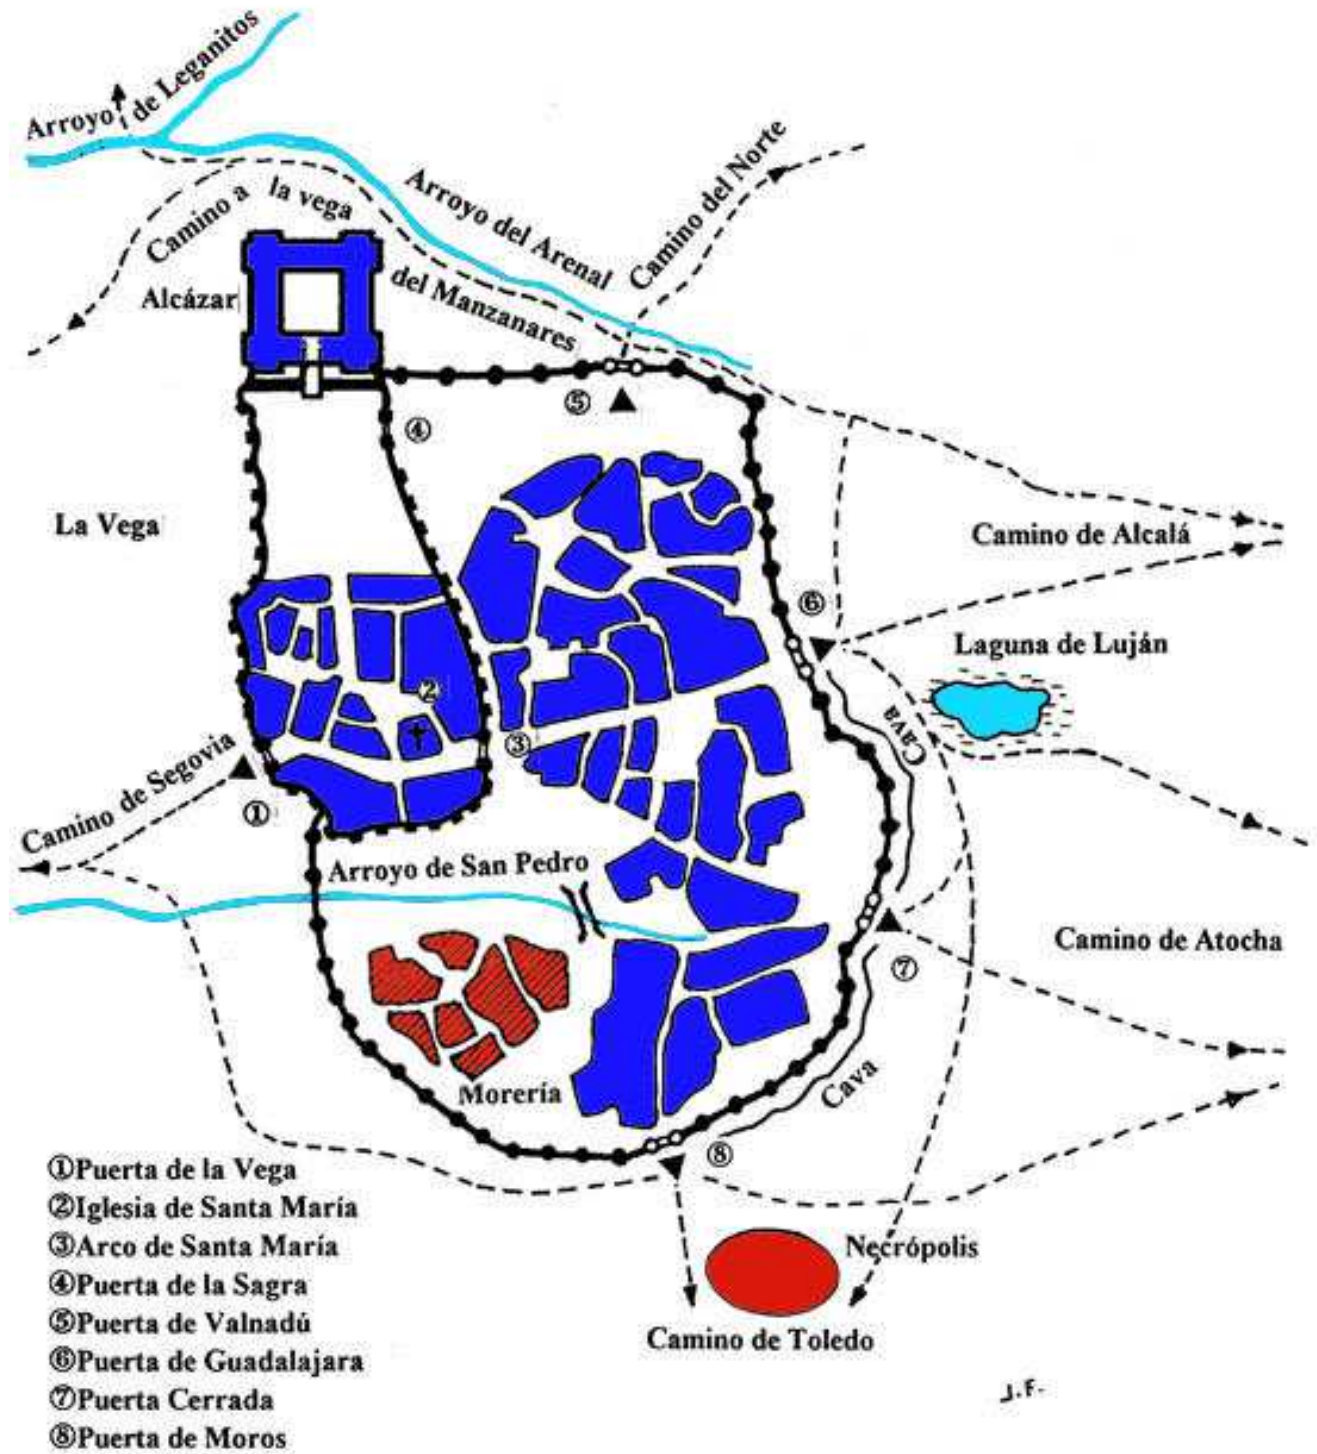 Arroyo de Leganitos
Camino a la vega del Manzanares
Arroyo del Arenal
Camino del Norte
Alcázar
⑤
④
La Vega
Camino de Alcalá
⑥
Laguna de Luján
②
③
Cava
Camino de Segovia
①
Arroyo de San Pedro
Camino de Atocha
⑦
Morería
Cava
⑧
①Puerta de la Vega
②Iglesia de Santa María
③Arco de Santa María
④Puerta de la Sagra
⑤Puerta de Valnadú
⑥Puerta de Guadalajara
⑦Puerta Cerrada
⑧Puerta de Moros
Necrópolis
Camino de Toledo
J.F.